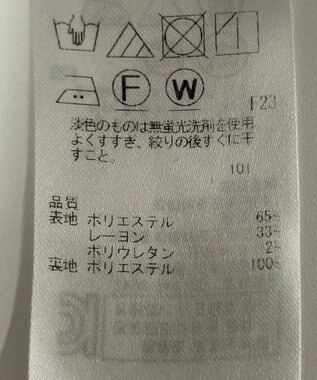 F
W
F23
淡色のものは無蛍光洗剤を使用
よくすすぎ、絞りの後すぐに干
すこと。
101
品質
表地 ポリエステル 65%
レーヨン 33%
ポリウレタン 2%
裏地 ポリエステル 100%